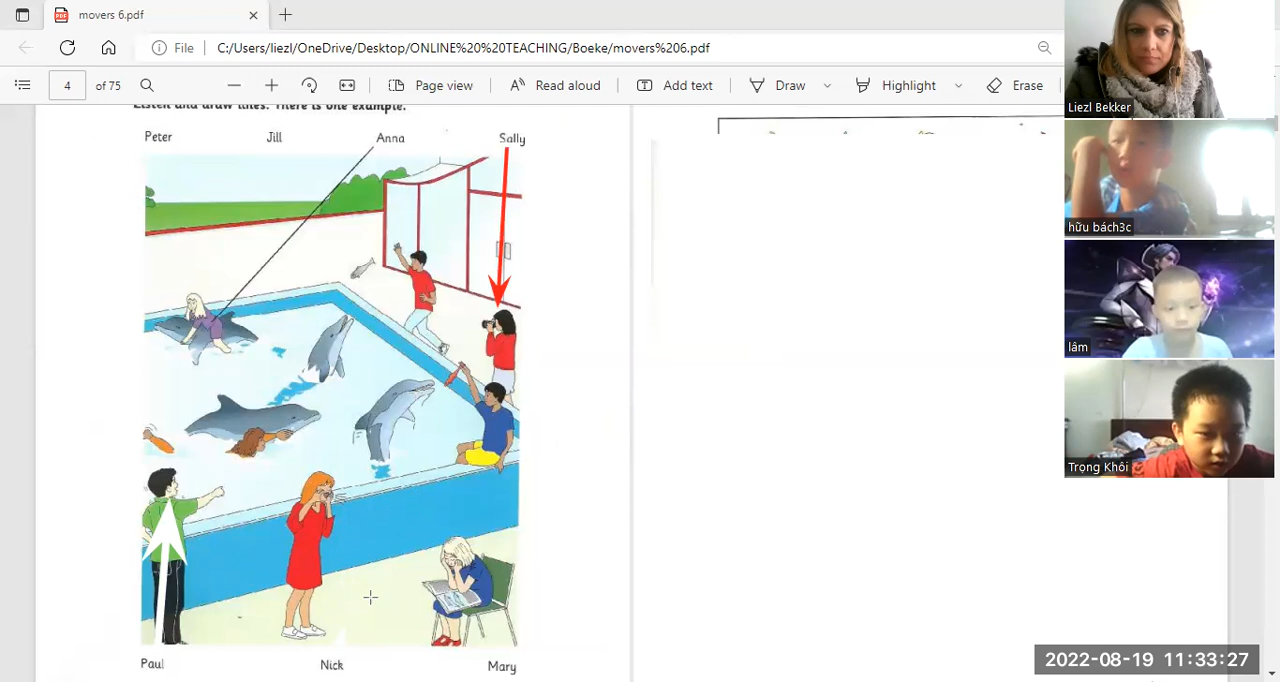 movers 6.pdf
File
C:/Users/liezl/OneDrive/Desktop/ONLINE%20%20TEACHING/Boeke/movers%206.pdf
4 of 75
Page view
Read aloud
Add text
Draw
Highlight
Erase
Listen and draw lines. There is one example.
Peter Jill Anna Sally
Paul Nick Mary
Liezl Bekker
hữu bách3c
lâm
Trọng Khôi
2022-08-19 11:33:27